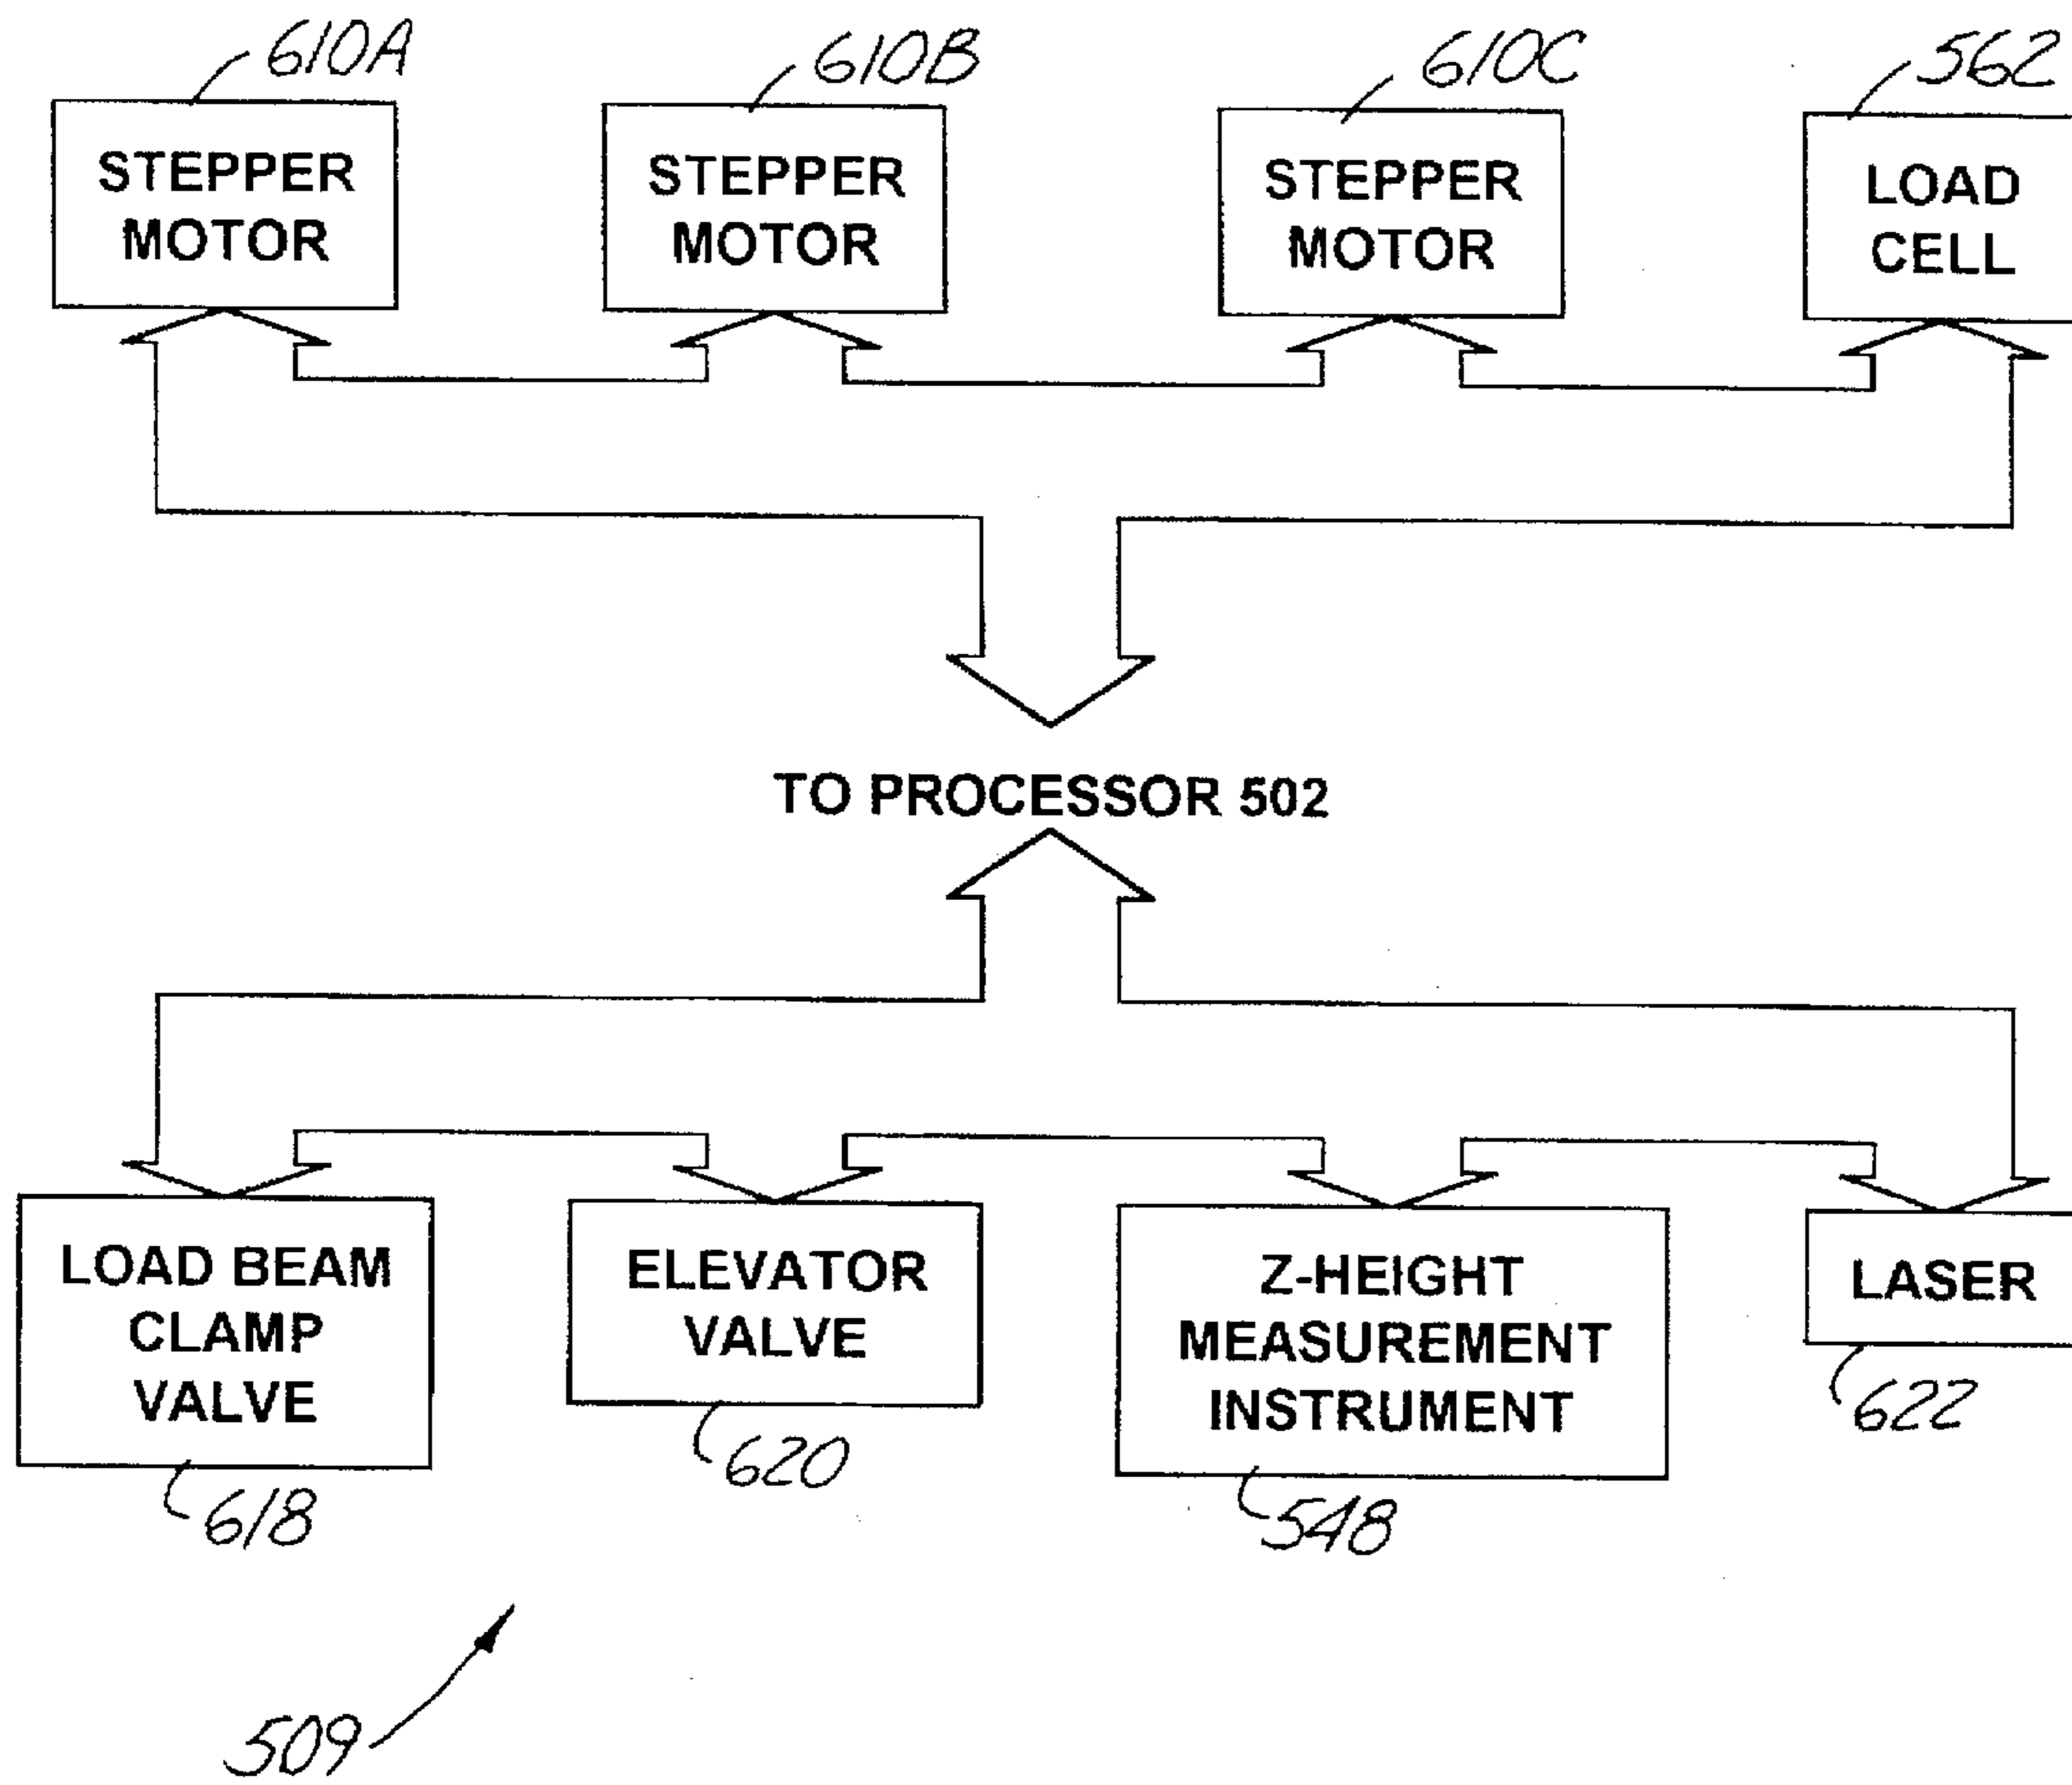 610A
610B
610C
562
STEPPER
MOTOR
STEPPER
MOTOR
STEPPER
MOTOR
LOAD
CELL
TO PROCESSOR 502
LOAD BEAM
CLAMP
VALVE
ELEVATOR
VALVE
Z-HEIGHT
MEASUREMENT
INSTRUMENT
LASER
618
620
548
622
509